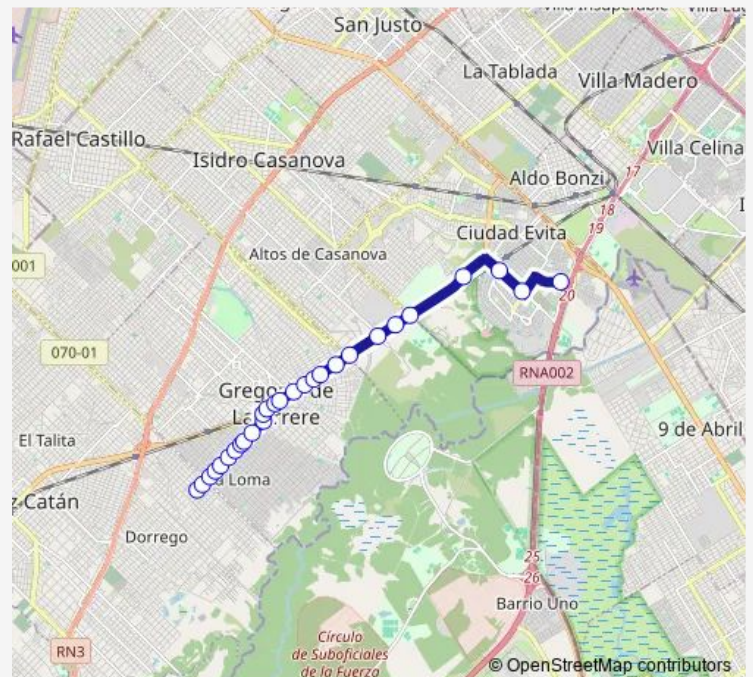 San Justo
La Tablada
Villa Madero
Rafael Castillo
Villa Celina
Isidro Casanova
17
Aldo Bonzi
18
19
Ciudad Evita
Altos de Casanova
001
20
070-01
RNA002
Gregorio de
Laferrere
9 de Abril
El Talita
La Loma
z Catán
Dorrego
25
26
Barrio Uno
Círculo
de Suboficiales
de la Fuerza
RN3
© OpenStreetMap contributors